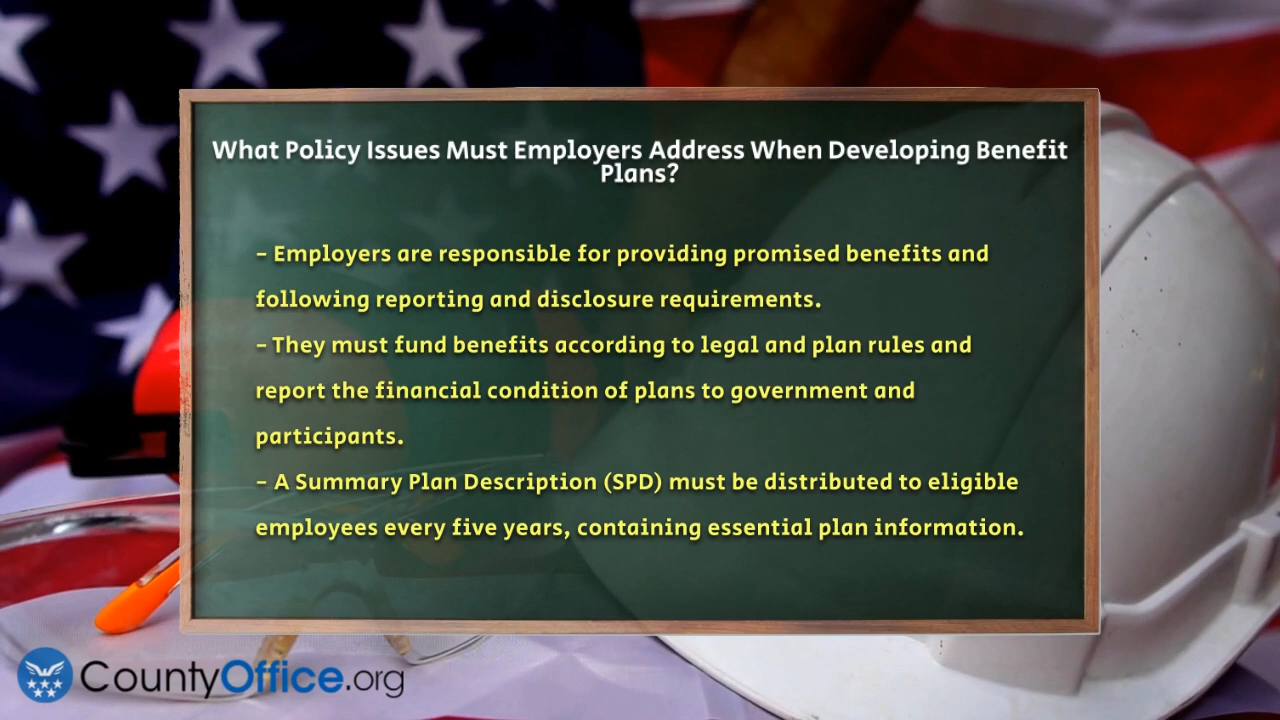 What Policy Issues Must Employers Address When Developing Benefit
Plans?
- Employers are responsible for providing promised benefits and
following reporting and disclosure requirements.
- They must fund benefits according to legal and plan rules and
report the financial condition of plans to government and
participants.
- A Summary Plan Description (SPD) must be distributed to eligible
employees every five years, containing essential plan information.
CountyOffice.org